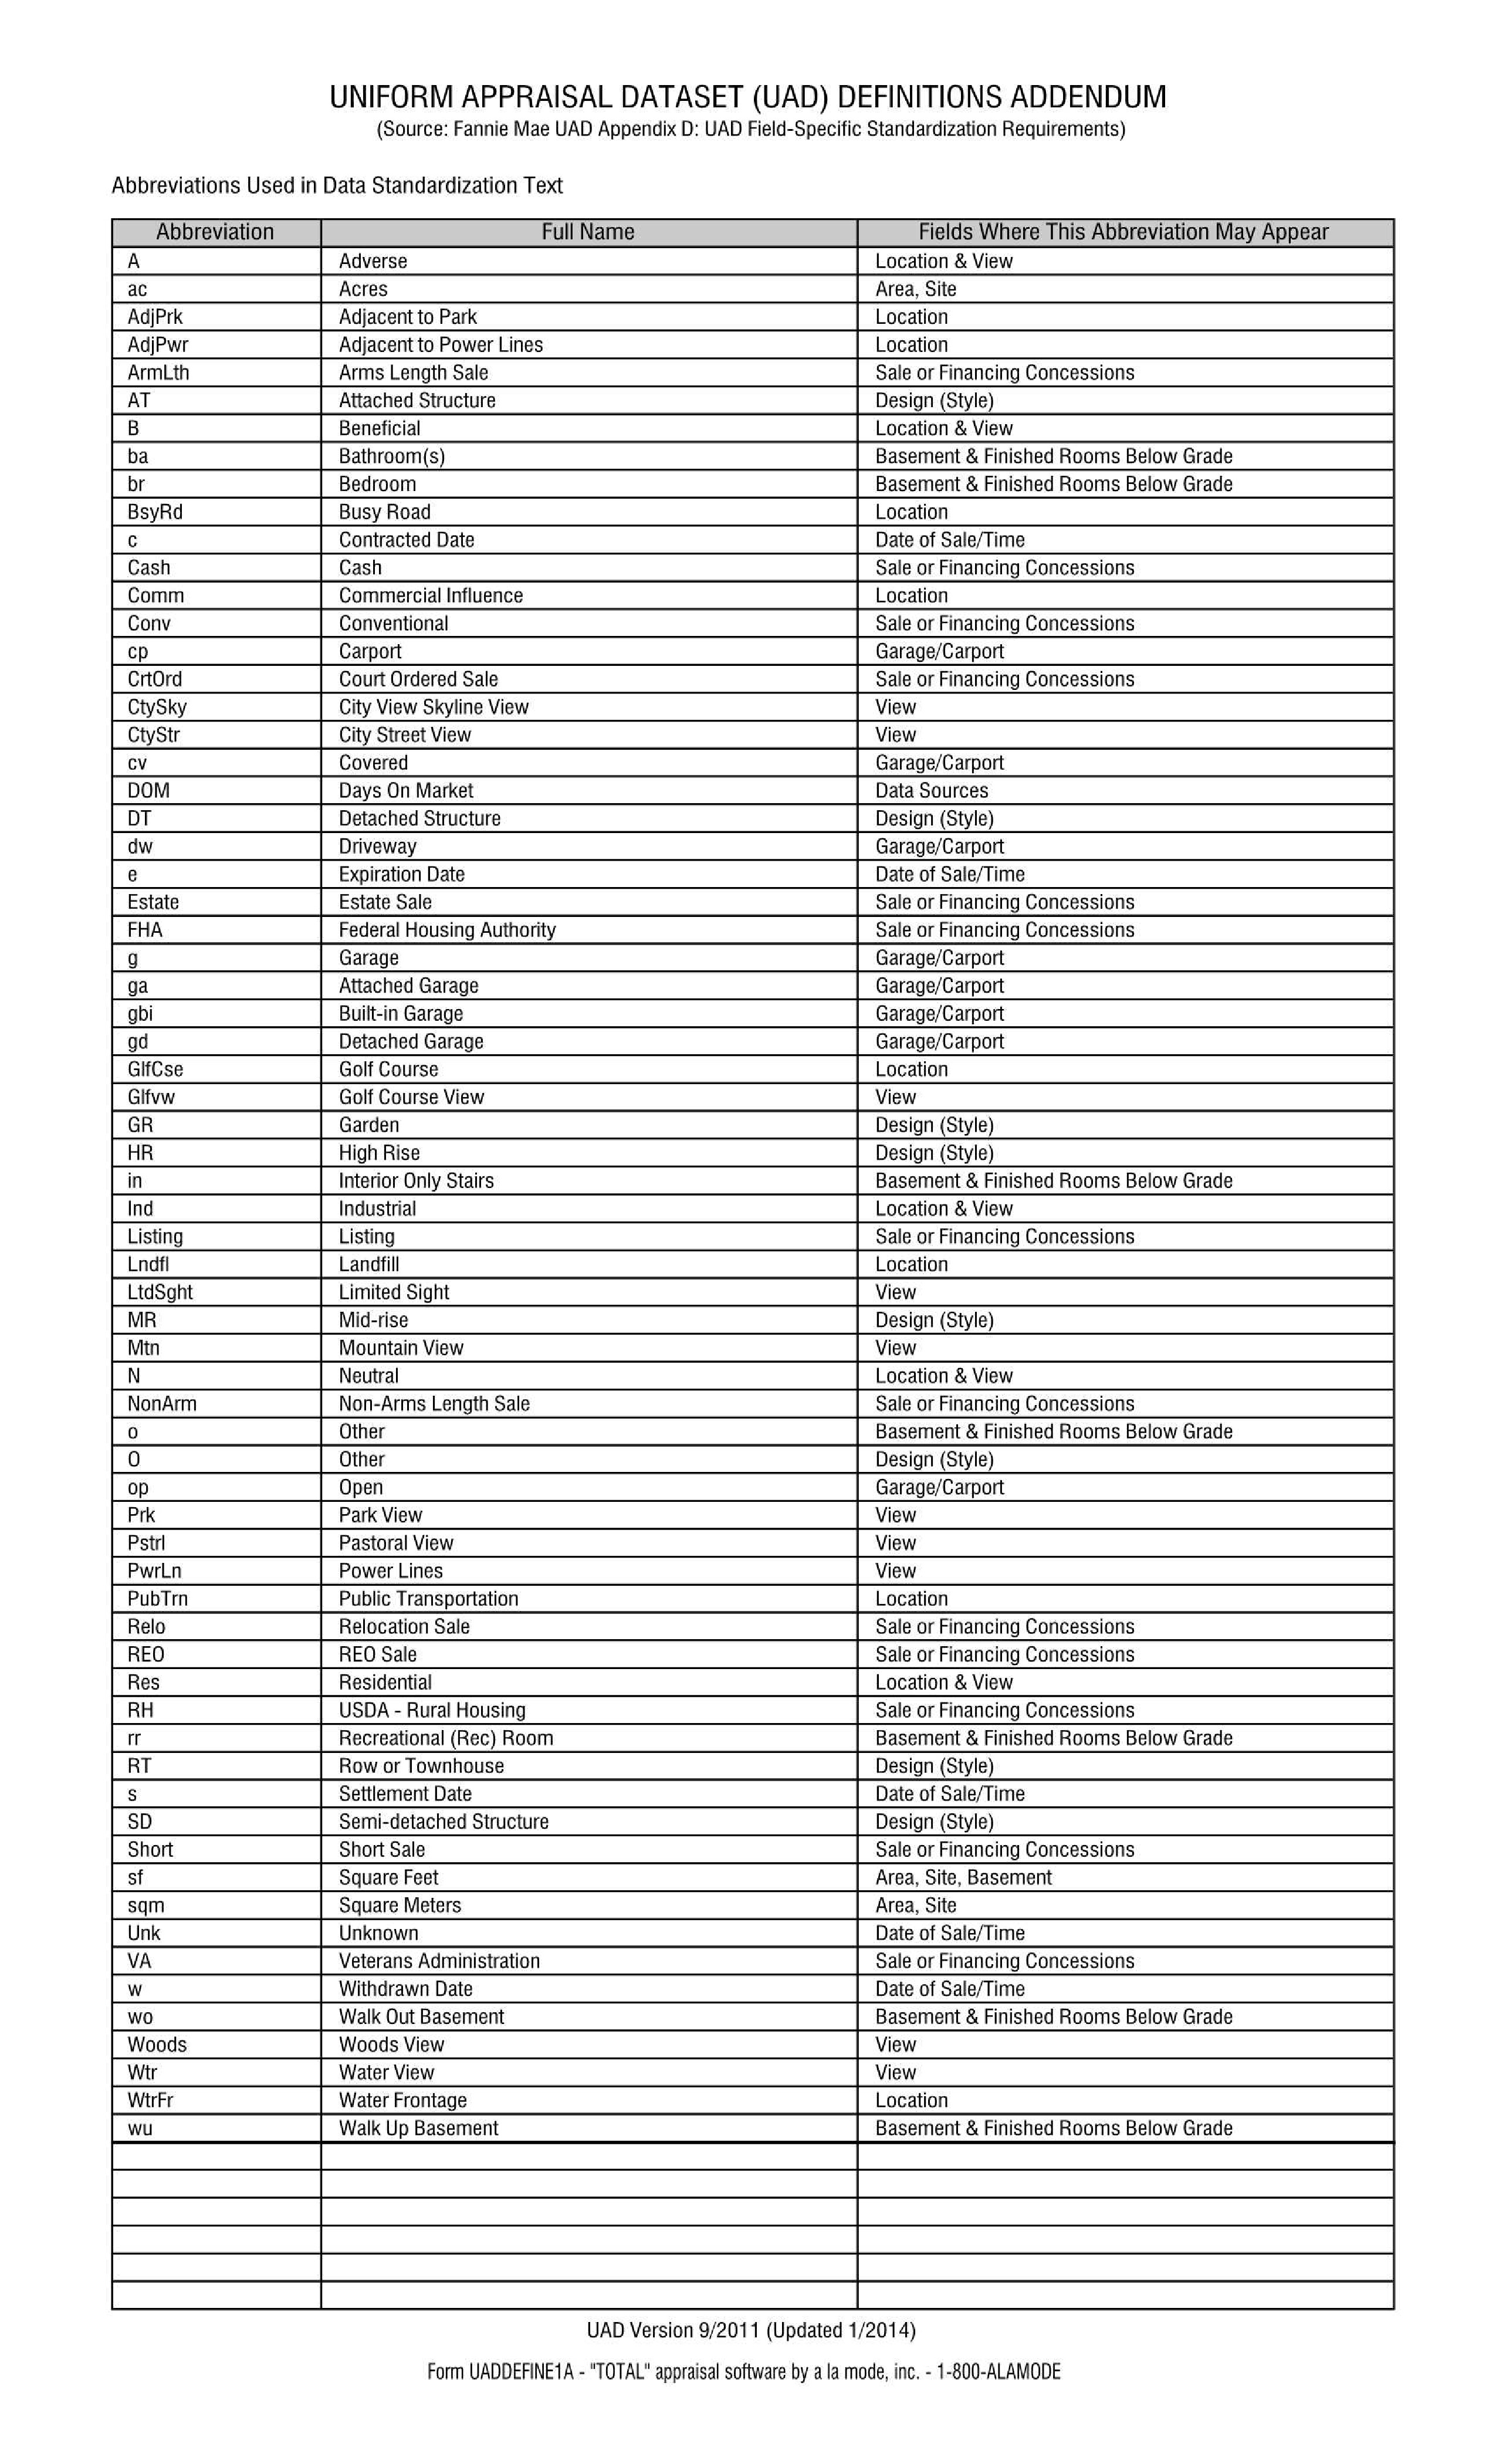 UNIFORM APPRAISAL DATASET (UAD) DEFINITIONS ADDENDUM
(Source: Fannie Mae UAD Appendix D: UAD Field-Specific Standardization Requirements)
Abbreviations Used in Data Standardization Text
Abbreviation Full Name Fields Where This Abbreviation May Appear
A Adverse Location & View
ac Acres Area, Site
AdjPrk Adjacent to Park Location
AdjPwr Adjacent to Power Lines Location
ArmLth Arms Length Sale Sale or Financing Concessions
AT Attached Structure Design (Style)
B Beneficial Location & View
ba Bathroom(s) Basement & Finished Rooms Below Grade
br Bedroom Basement & Finished Rooms Below Grade
BsyRd Busy Road Location
c Contracted Date Date of Sale/Time
Cash Cash Sale or Financing Concessions
Comm Commercial Influence Location
Conv Conventional Sale or Financing Concessions
cp Carport Garage/Carport
CrtOrd Court Ordered Sale Sale or Financing Concessions
CtySky City View Skyline View View
CtyStr City Street View View
cv Covered Garage/Carport
DOM Days On Market Data Sources
DT Detached Structure Design (Style)
dw Driveway Garage/Carport
e Expiration Date Date of Sale/Time
Estate Estate Sale Sale or Financing Concessions
FHA Federal Housing Authority Sale or Financing Concessions
g Garage Garage/Carport
ga Attached Garage Garage/Carport
gbi Built-in Garage Garage/Carport
gd Detached Garage Garage/Carport
GlfCse Golf Course Location
Glfvw Golf Course View View
GR Garden Design (Style)
HR High Rise Design (Style)
in Interior Only Stairs Basement & Finished Rooms Below Grade
Ind Industrial Location & View
Listing Listing Sale or Financing Concessions
Lndfl Landfill Location
LtdSght Limited Sight View
MR Mid-rise Design (Style)
Mtn Mountain View View
N Neutral Location & View
NonArm Non-Arms Length Sale Sale or Financing Concessions
o Other Basement & Finished Rooms Below Grade
O Other Design (Style)
op Open Garage/Carport
Prk Park View View
Pstrl Pastoral View View
PwrLn Power Lines View
PubTrn Public Transportation Location
Relo Relocation Sale Sale or Financing Concessions
REO REO Sale Sale or Financing Concessions
Res Residential Location & View
RH USDA - Rural Housing Sale or Financing Concessions
rr Recreational (Rec) Room Basement & Finished Rooms Below Grade
RT Row or Townhouse Design (Style)
s Settlement Date Date of Sale/Time
SD Semi-detached Structure Design (Style)
Short Short Sale Sale or Financing Concessions
sf Square Feet Area, Site, Basement
sqm Square Meters Area, Site
Unk Unknown Date of Sale/Time
VA Veterans Administration Sale or Financing Concessions
w Withdrawn Date Date of Sale/Time
wo Walk Out Basement Basement & Finished Rooms Below Grade
Woods Woods View View
Wtr Water View View
WtrFr Water Frontage Location
wu Walk Up Basement Basement & Finished Rooms Below Grade
UAD Version 9/2011 (Updated 1/2014)
Form UADDEFINE1A - "TOTAL" appraisal software by a la mode, inc. - 1-800-ALAMODE